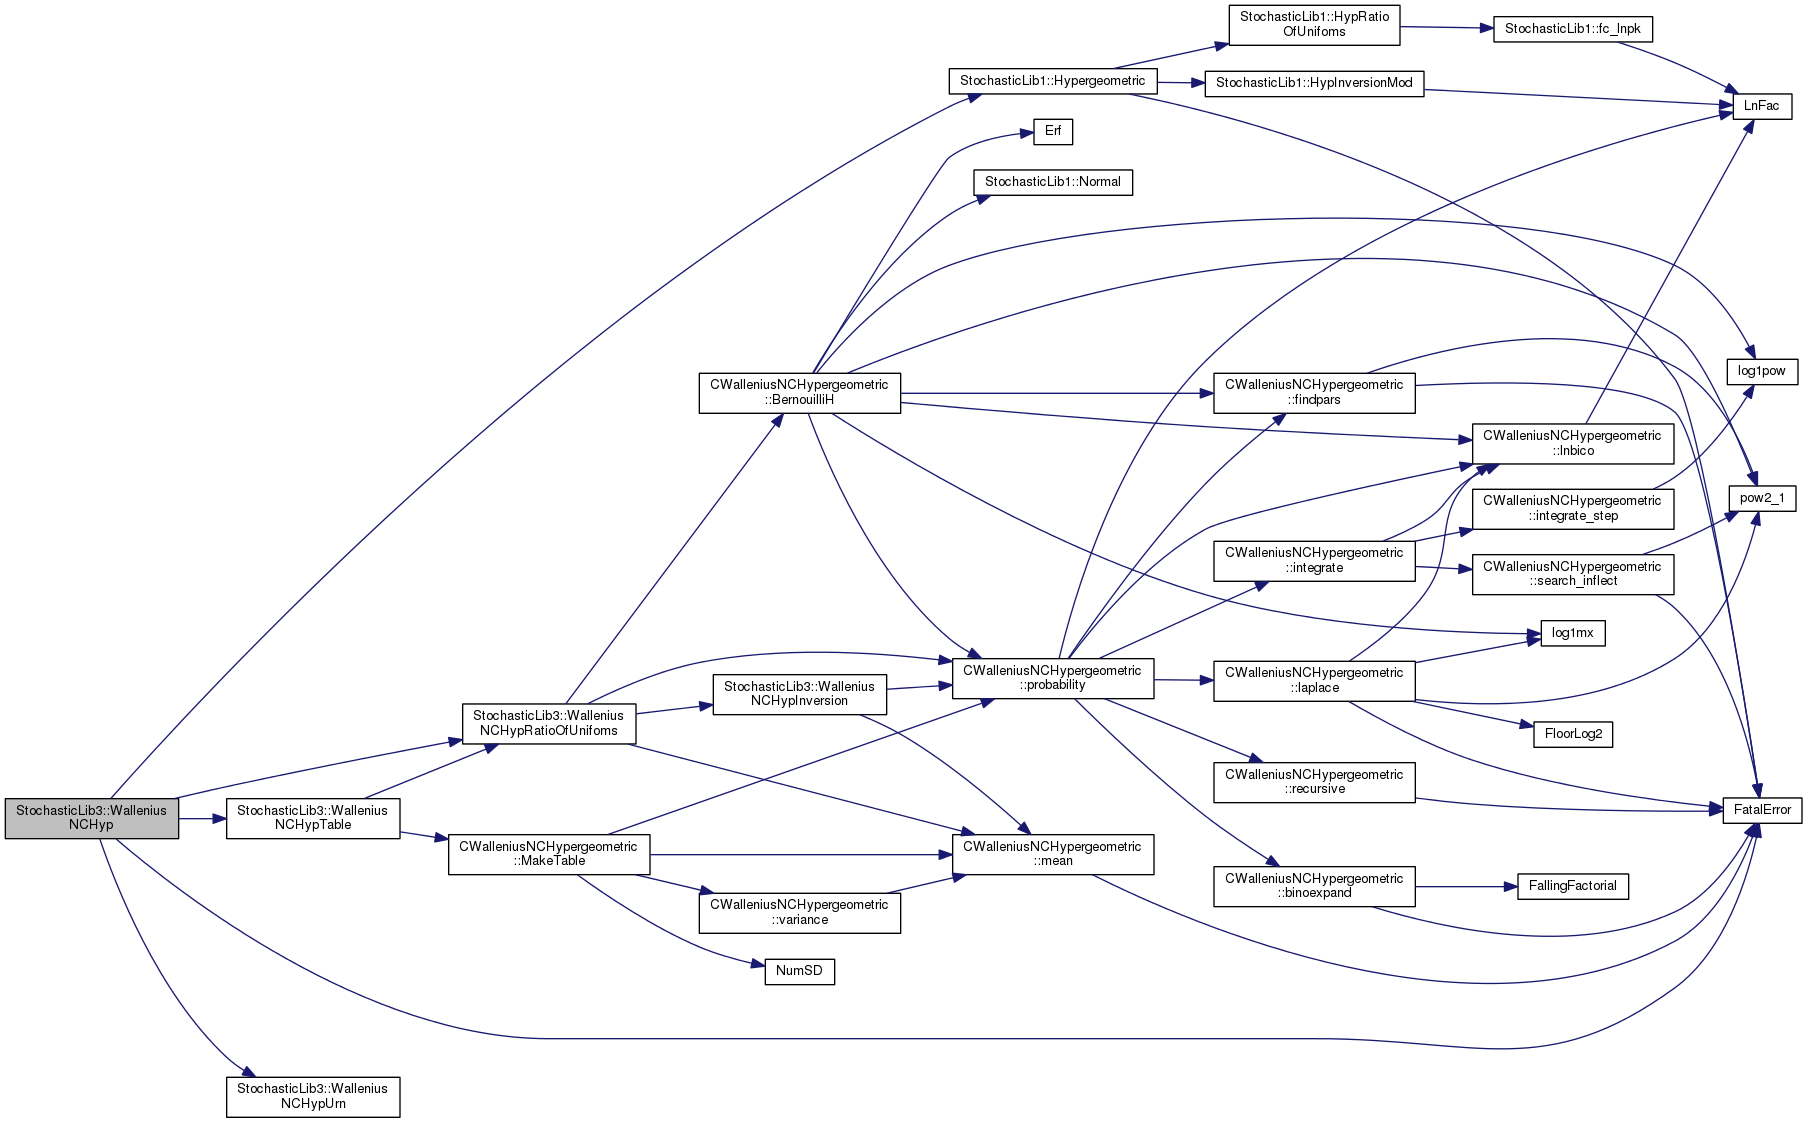 StochasticLib1::HypRatio
OfUnifoms
StochasticLib1::fc_lnpk
StochasticLib1::Hypergeometric
StochasticLib1::HypInversionMod
LnFac
Erf
StochasticLib1::Normal
CWalleniusNCHypergeometric
::BernouilliH
CWalleniusNCHypergeometric
::findpars
log1pow
CWalleniusNCHypergeometric
::lnbico
CWalleniusNCHypergeometric
::integrate_step
pow2_1
CWalleniusNCHypergeometric
::integrate
CWalleniusNCHypergeometric
::search_inflect
log1mx
CWalleniusNCHypergeometric
::probability
CWalleniusNCHypergeometric
::laplace
StochasticLib3::Wallenius
NCHypInversion
StochasticLib3::Wallenius
NCHypRatioOfUnifoms
FloorLog2
CWalleniusNCHypergeometric
::recursive
StochasticLib3::Wallenius
NCHyp
StochasticLib3::Wallenius
NCHypTable
FatalError
CWalleniusNCHypergeometric
::MakeTable
CWalleniusNCHypergeometric
::mean
CWalleniusNCHypergeometric
::binoexpand
FallingFactorial
CWalleniusNCHypergeometric
::variance
NumSD
StochasticLib3::Wallenius
NCHypUrn